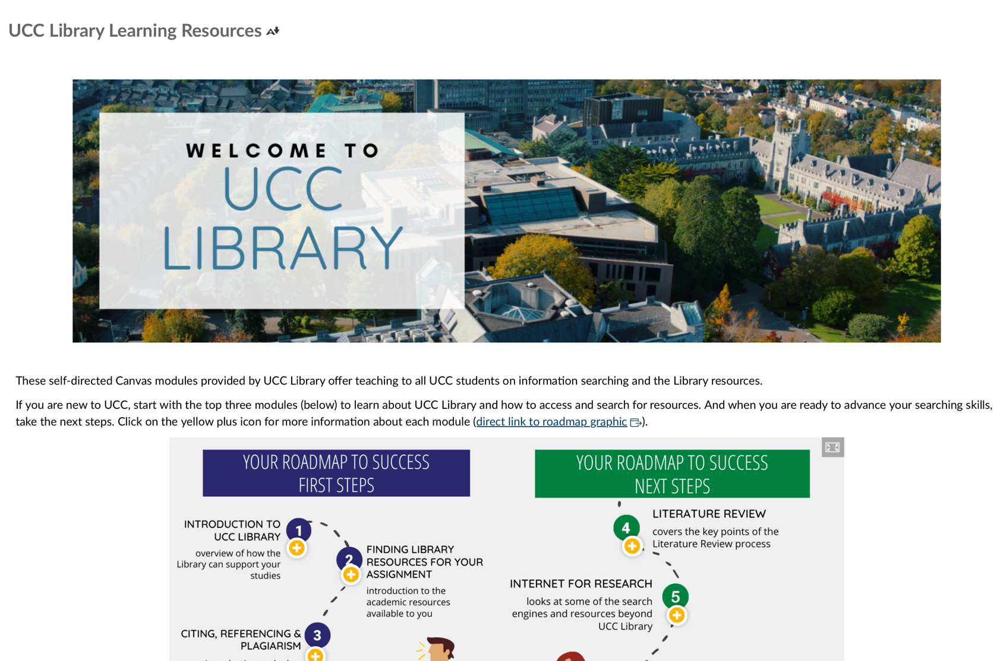 UCC Library Learning Resources
WELCOME TO
UCC
LIBRARY
These self-directed Canvas modules provided by UCC Library offer teaching to all UCC students on information searching and the Library resources.
If you are new to UCC, start with the top three modules (below) to learn about UCC Library and how to access and search for resources. And when you are ready to advance your searching skills,
take the next steps. Click on the yellow plus icon for more information about each module (direct link to roadmap graphic).
YOUR ROADMAP TO SUCCESS
FIRST STEPS
INTRODUCTION TO
UCC LIBRARY
1
overview of how the
Library can support your
studies
2
FINDING LIBRARY
RESOURCES FOR YOUR
ASSIGNMENT
introduction to the
academic resources
available to you
CITING, REFERENCING &
PLAGIARISM
3
YOUR ROADMAP TO SUCCESS
NEXT STEPS
4
LITERATURE REVIEW
covers the key points of the
Literature Review process
INTERNET FOR RESEARCH
5
looks at some of the search
engines and resources beyond
UCC Library